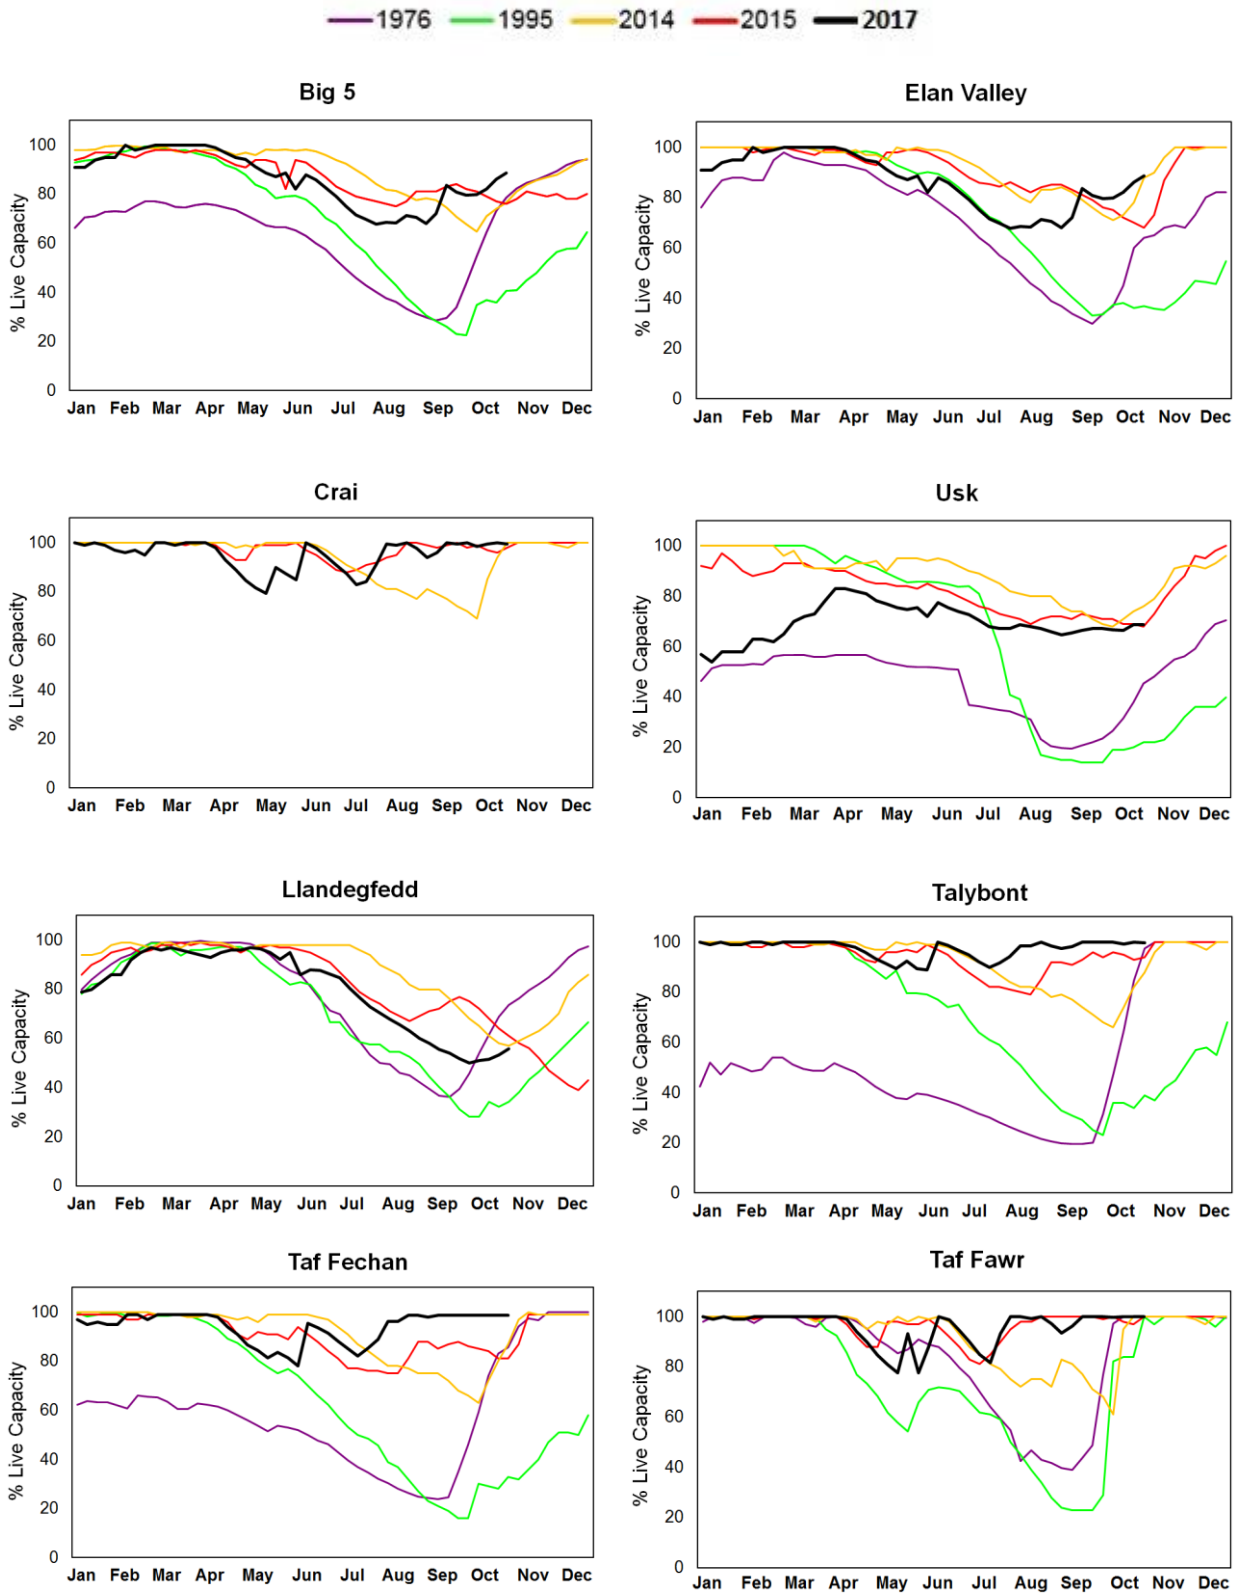 1976 1995 2014 2015 2017
Big 5
Elan Valley
% Live Capacity
100
80
60
40
20
0
Jan Feb Mar Apr May Jun Jul Aug Sep Oct Nov Dec
% Live Capacity
100
80
60
40
20
0
Jan Feb Mar Apr May Jun Jul Aug Sep Oct Nov Dec
Crai
Usk
% Live Capacity
100
80
60
40
20
0
Jan Feb Mar Apr May Jun Jul Aug Sep Oct Nov Dec
% Live Capacity
100
80
60
40
20
0
Jan Feb Mar Apr May Jun Jul Aug Sep Oct Nov Dec
Llandegfedd
Talybont
% Live Capacity
100
80
60
40
20
0
Jan Feb Mar Apr May Jun Jul Aug Sep Oct Nov Dec
% Live Capacity
100
80
60
40
20
0
Jan Feb Mar Apr May Jun Jul Aug Sep Oct Nov Dec
Taf Fechan
Taf Fawr
% Live Capacity
100
80
60
40
20
0
Jan Feb Mar Apr May Jun Jul Aug Sep Oct Nov Dec
% Live Capacity
100
80
60
40
20
0
Jan Feb Mar Apr May Jun Jul Aug Sep Oct Nov Dec